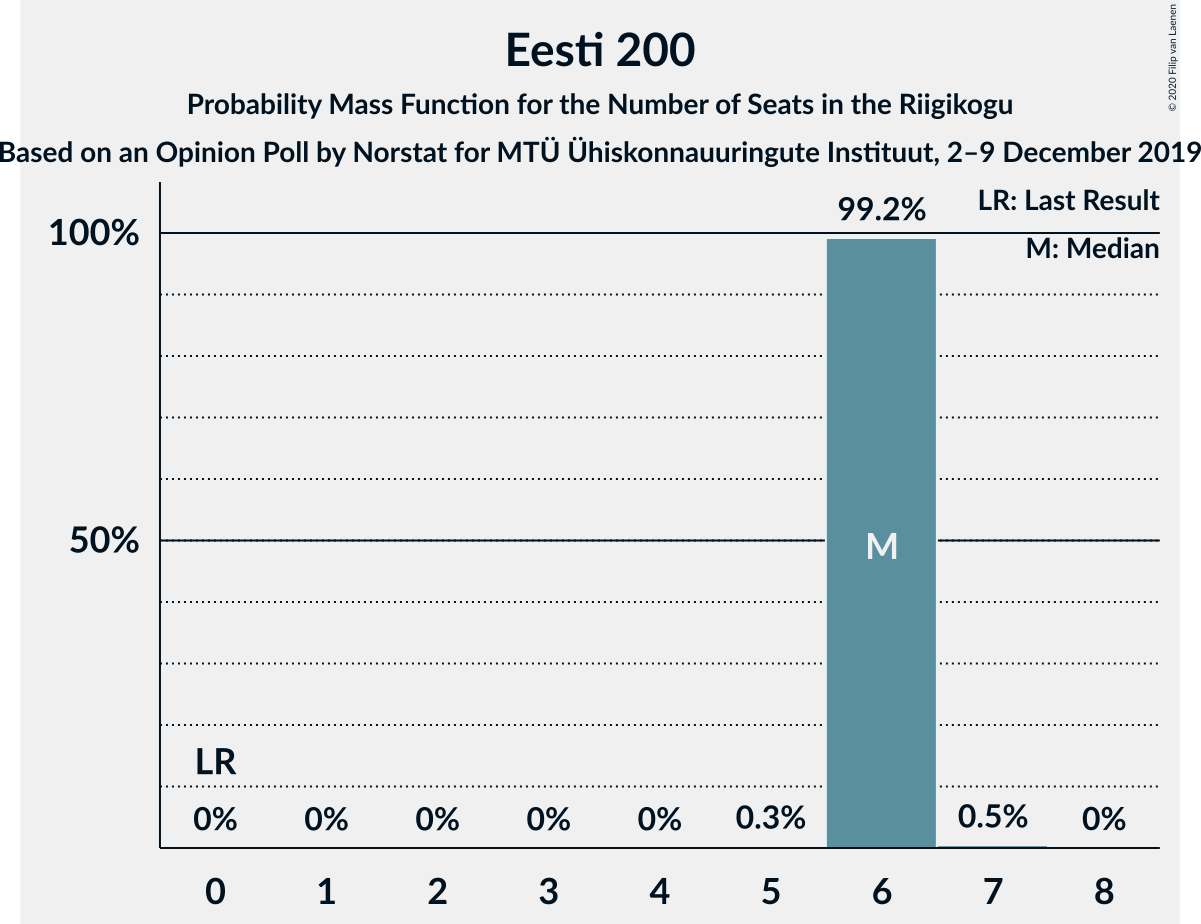 Eesti 200
Probability Mass Function for the Number of Seats in the Riigikogu
Based on an Opinion Poll by Norstat for MTÜ Ühiskonnauuringute Instituut, 2–9 December 2019
© 2020 Filip van Laenen
LR: Last Result
M: Median
99.2%
100%
50%
M
LR
0% 0% 0% 0% 0% 0.3% 0.5% 0%
0 1 2 3 4 5 6 7 8